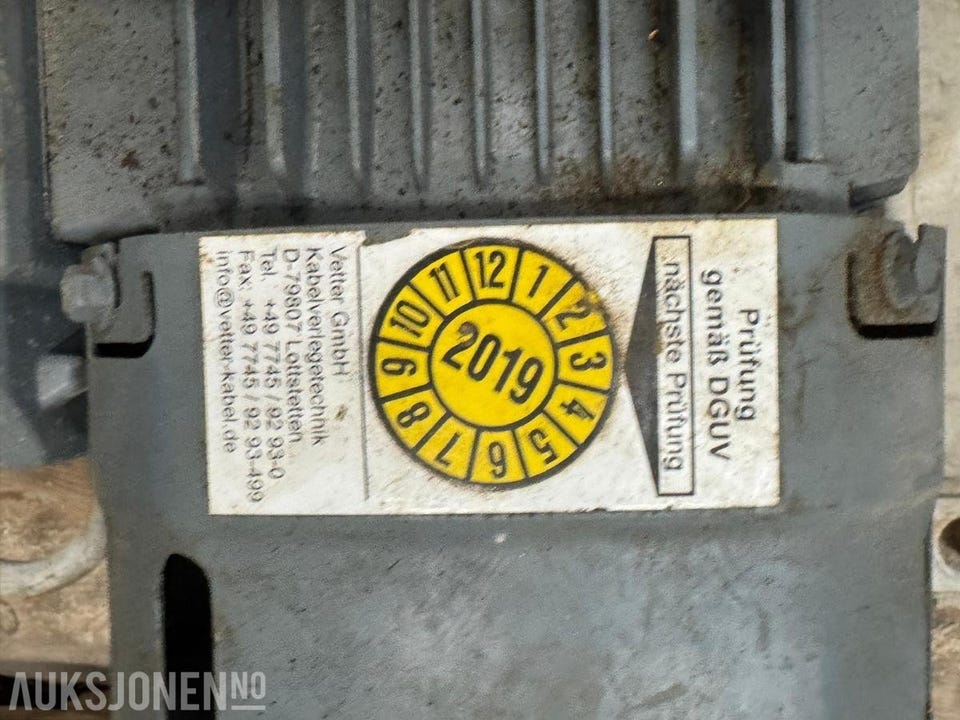 Prüfung
gemäß DGUV
nächste Prüfung
1
2
3
4
5
6
7
8
9
10
11
12
2019
Vetter GmbH
Kabelverlegetechnik
D-79807 Lottstetten
Tel. +49 7745 / 92 93-0
Fax: +49 7745 / 92 93-499
info@vetter-kabel.de
AUKSJONEN NO